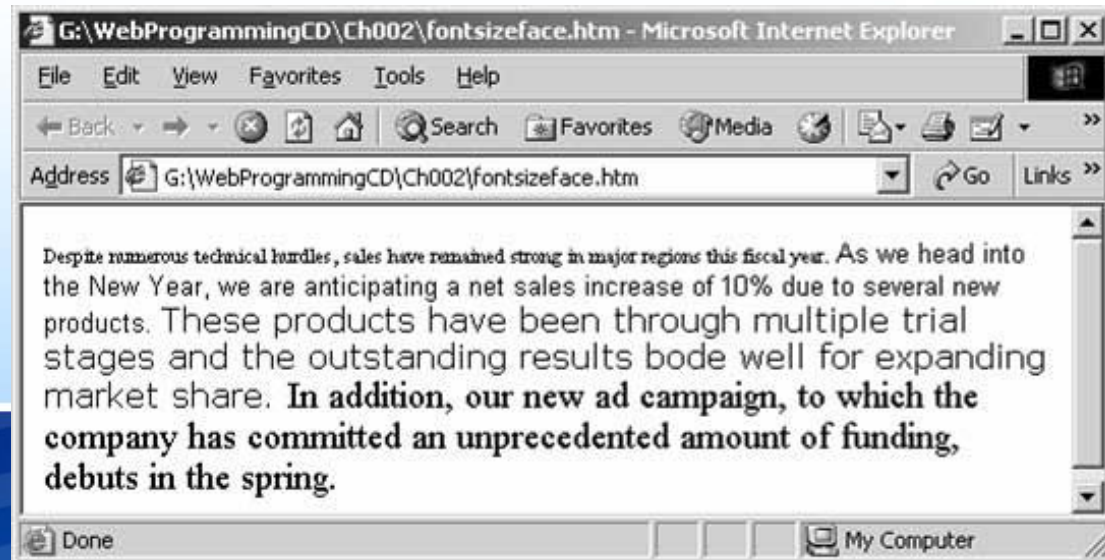 G:\WebProgrammingCD\Ch002\fontsizeface.htm - Microsoft Internet Explorer
File Edit View Favorites Tools Help
Back Search Favorites Media »
Address G:\WebProgrammingCD\Ch002\fontsizeface.htm Go Links »
Despite numerous technical hurdles, sales have remained strong in major regions this fiscal year. As we head into
the New Year, we are anticipating a net sales increase of 10% due to several new
products. These products have been through multiple trial
stages and the outstanding results bode well for expanding
market share. In addition, our new ad campaign, to which the
company has committed an unprecedented amount of funding,
debuts in the spring.
Done My Computer